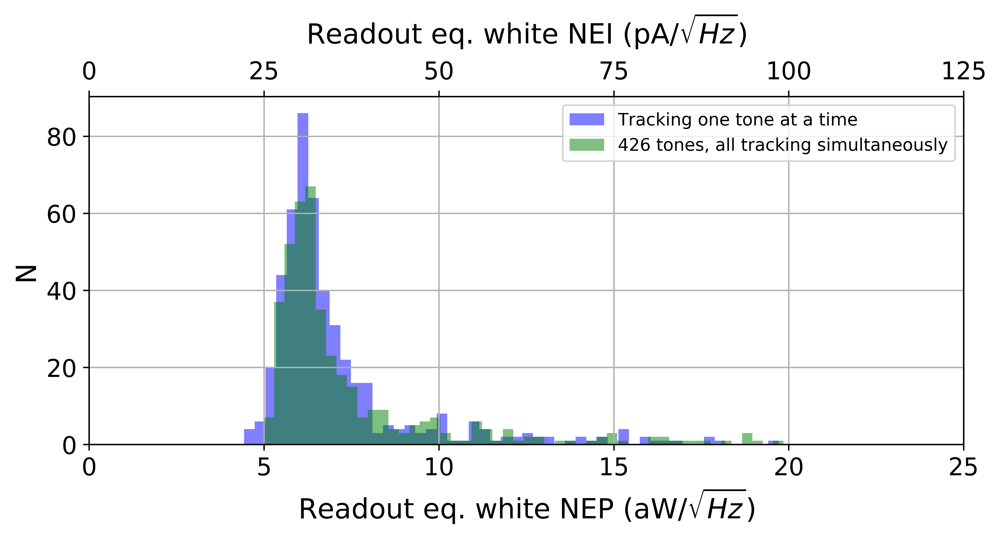 Readout eq. white NEI (pA/√Hz)
0 25 50 75 100 125
Tracking one tone at a time
426 tones, all tracking simultaneously
80
60
40
20
0
N
0 5 10 15 20 25
Readout eq. white NEP (aW/√Hz)